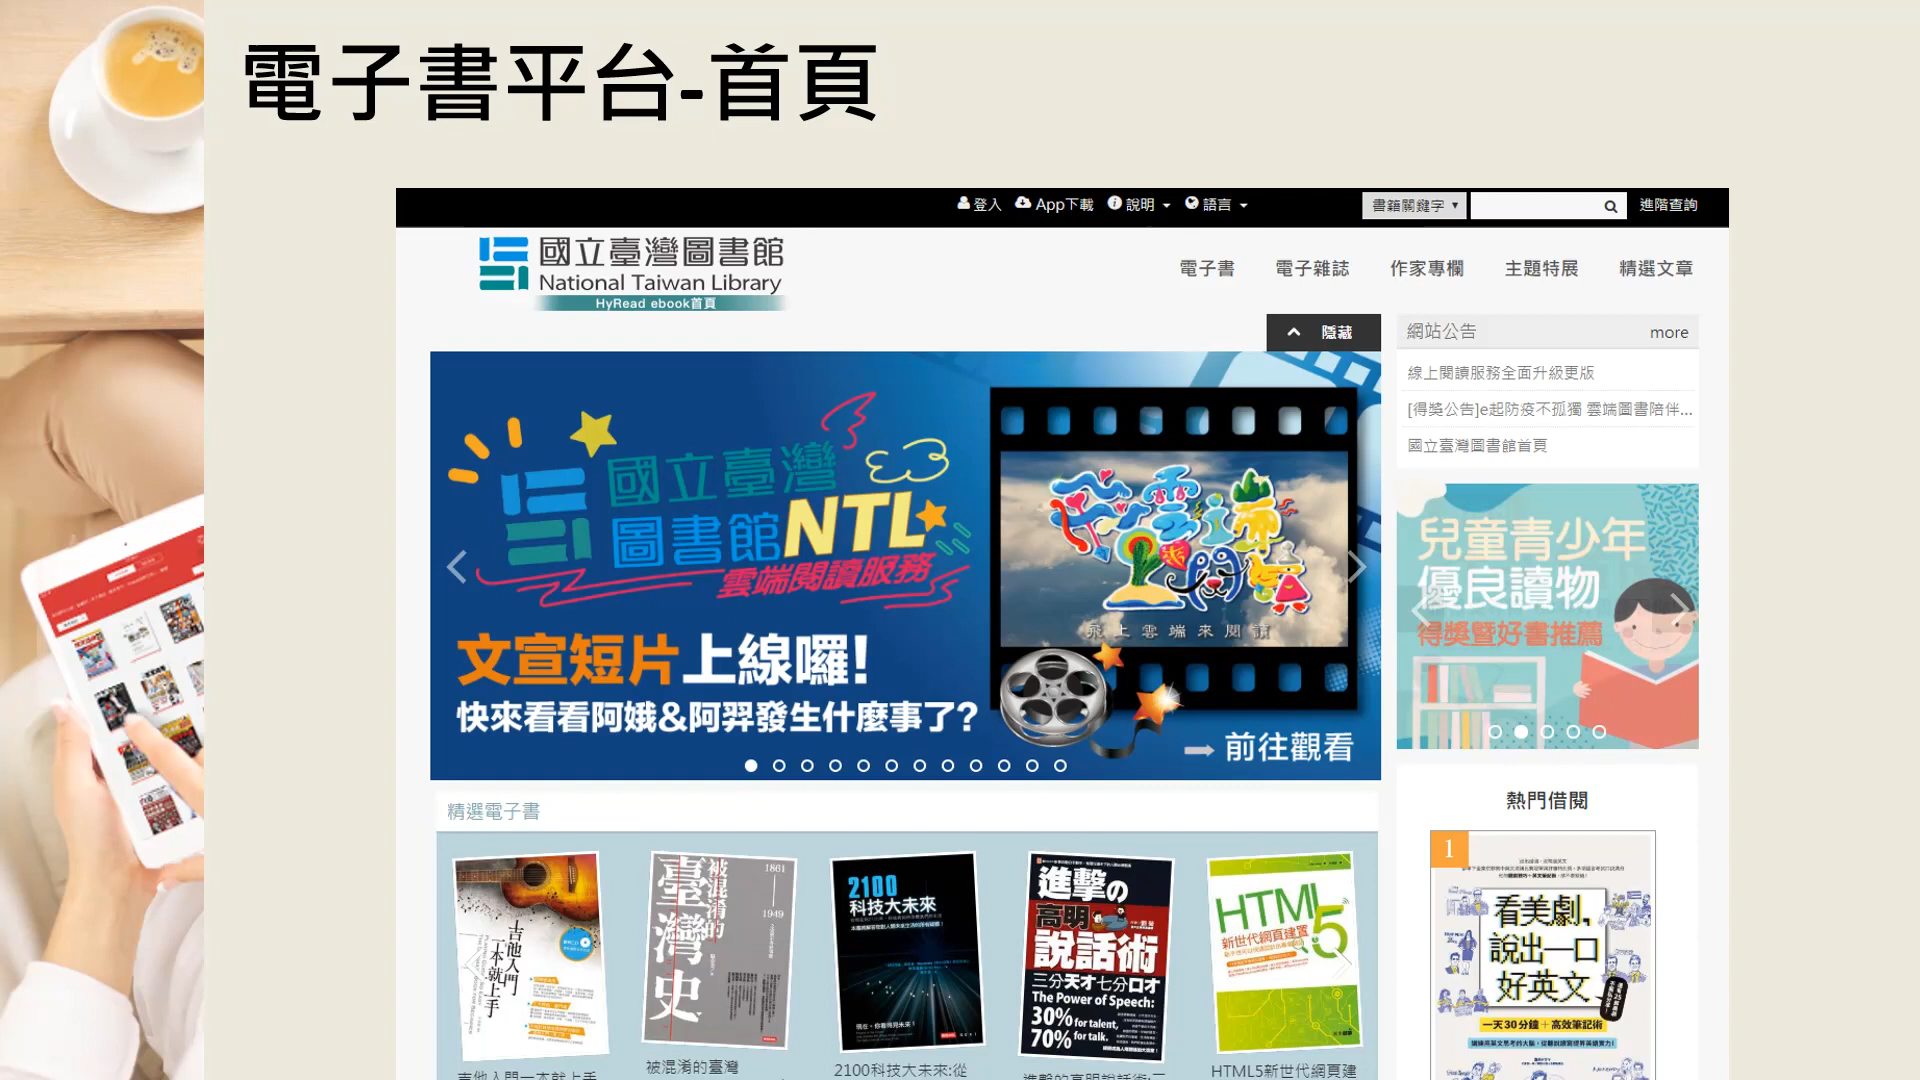 電子書平台-首頁
登入 App下載 說明 語言 書籍關鍵字 進階查詢
國立臺灣圖書館
National Taiwan Library
HyRead ebook首頁
電子書 電子雜誌 作家專欄 主題特展 精選文章
隱藏
網站公告 more
線上閱讀服務全面升級更版
[得獎公告]e起防疫不孤獨 雲端圖書陪伴...
國立臺灣圖書館首頁
國立臺灣
圖書館NTL
雲端閱讀服務
文宣短片上線囉!
快來看看阿娥&阿羿發生什麼事了?
飛上雲端來閱讀
前往觀看
兒童青少年
優良讀物
得獎暨好書推薦
精選電子書
吉他入門
一本就上手
被混淆的
臺灣史
1861
1949
2100
科技大未來
進擊の
高明
說話術
三分天才七分口才
The Power of Speech:
30% for talent,
70% for talk.
HTML5
新世代網頁建置
被混淆的臺灣
2100科技大未來:從
HTML5新世代網頁建
熱門借閱
1
看美劇,
說出一口
好英文
一天30分鐘+高效筆記術